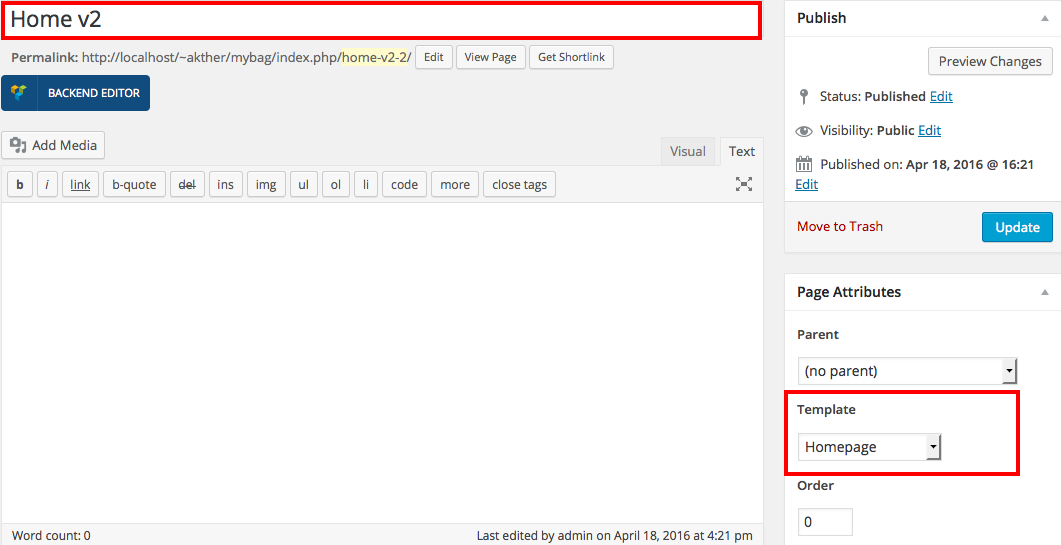 Home v2
Permalink: http://localhost/~akther/mybag/index.php/home-v2-2/ Edit View Page Get Shortlink
BACKEND EDITOR
Add Media
Visual Text
b i link b-quote del ins img ul ol li code more close tags
Word count: 0 Last edited by admin on April 18, 2016 at 4:21 pm
Publish
Preview Changes
Status: Published Edit
Visibility: Public Edit
Published on: Apr 18, 2016 @ 16:21
Edit
Move to Trash Update
Page Attributes
Parent
(no parent)
Template
Homepage
Order
0